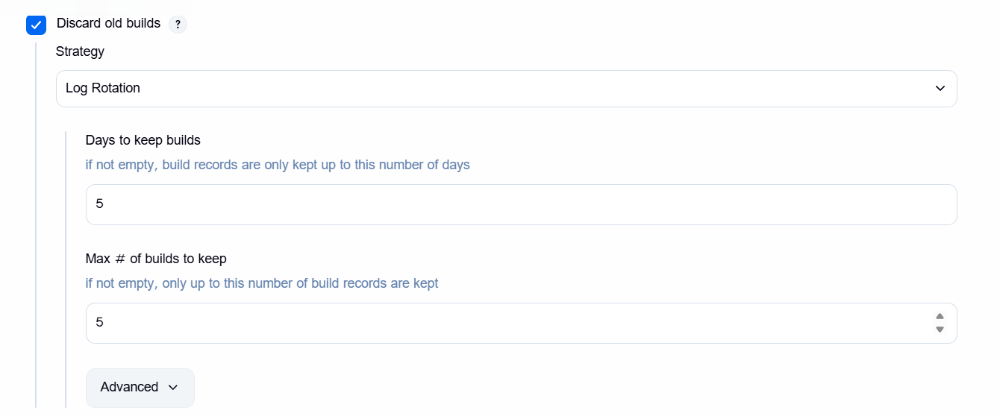 Discard old builds ?
Strategy
Log Rotation
Days to keep builds
if not empty, build records are only kept up to this number of days
5
Max # of builds to keep
if not empty, only up to this number of build records are kept
5
Advanced